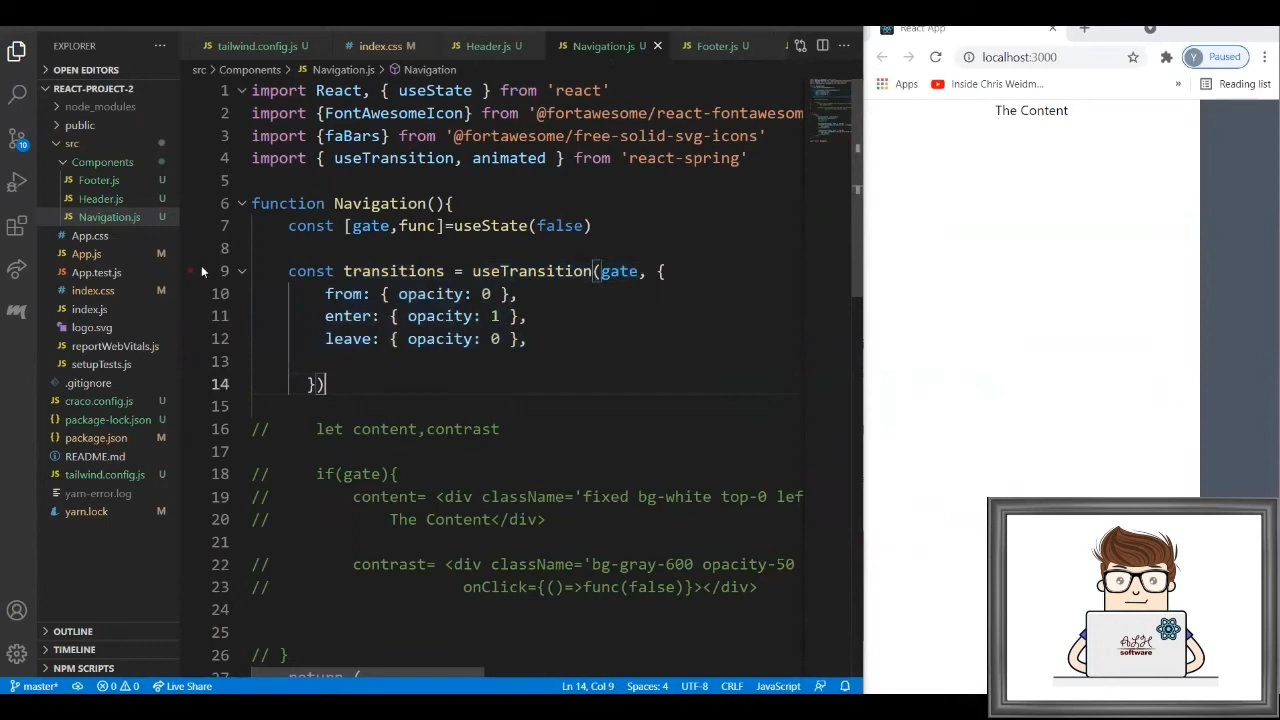 EXPLORER
OPEN EDITORS
REACT-PROJ...
node_modules
public
src
Components
Footer.js U
Header.js U
Navigation.js U
App.css
App.js M
App.test.js
index.css M
index.js
logo.svg
reportWebVitals.js
setupTests.js
.gitignore
craco.config.js U
package-lock.json U
package.json M
README.md
tailwind.config.js U
yarn-error.log
yarn.lock M
OUTLINE
TIMELINE
NPM SCRIPTS
10
tailwind.config.js U index.css M Header.js U Navigation.js U Footer.js U
src > Components > Navigation.js > Navigation
1 import React, { useState } from 'react'
2 import {FontAwesomeIcon} from '@fortawesome/react-fontawesom
3 import {faBars}from '@fortawesome/free-solid-svg-icons'
4 import { useTransition, animated } from 'react-spring'
5
6 function Navigation(){
7 const [gate,func]=useState(false)
8
9 const transitions = useTransition(gate, {
10 from: { opacity: 0 },
11 enter: { opacity: 1 },
12 leave: { opacity: 0 },
13
14 })
15
16 // let content,contrast
17
18 // if(gate){
19 // content= <div className='fixed bg-white top-0 lef
20 // The Content</div>
21
22 // contrast= <div className='bg-gray-600 opacity-50
23 // onClick={()=>func(false)}></div>
24
25
26 // }
27 return (
master* 0 0 Live Share Ln 14, Col 9 Spaces: 4 UTF-8 CRLF JavaScript
React App
localhost:3000 Y Paused
Apps Inside Chris Weidm... » Reading list
The Content
software